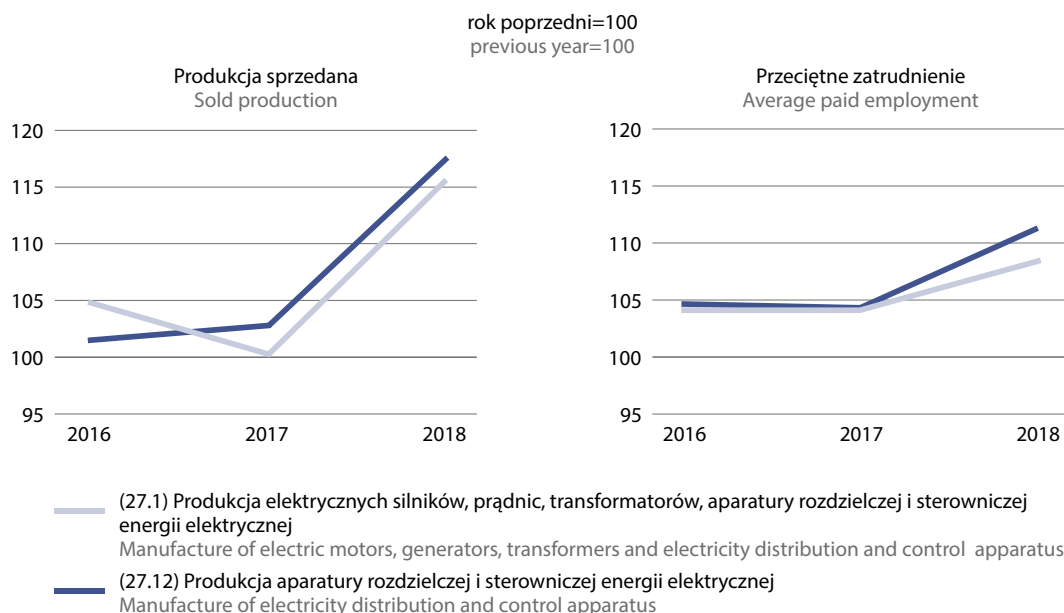 rok poprzedni=100
previous year=100
Produkcja sprzedana
Sold production
120
115
110
105
100
95
2016 2017 2018
Przeciętne zatrudnienie
Average paid employment
120
115
110
105
100
95
2016 2017 2018
(27.1) Produkcja elektrycznych silników, prądnic, transformatorów, aparatury rozdzielczej i sterowniczej
energii elektrycznej
Manufacture of electric motors, generators, transformers and electricity distribution and control apparatus
(27.12) Produkcja aparatury rozdzielczej i sterowniczej energii elektrycznej
Manufacture of electricity distribution and control apparatus